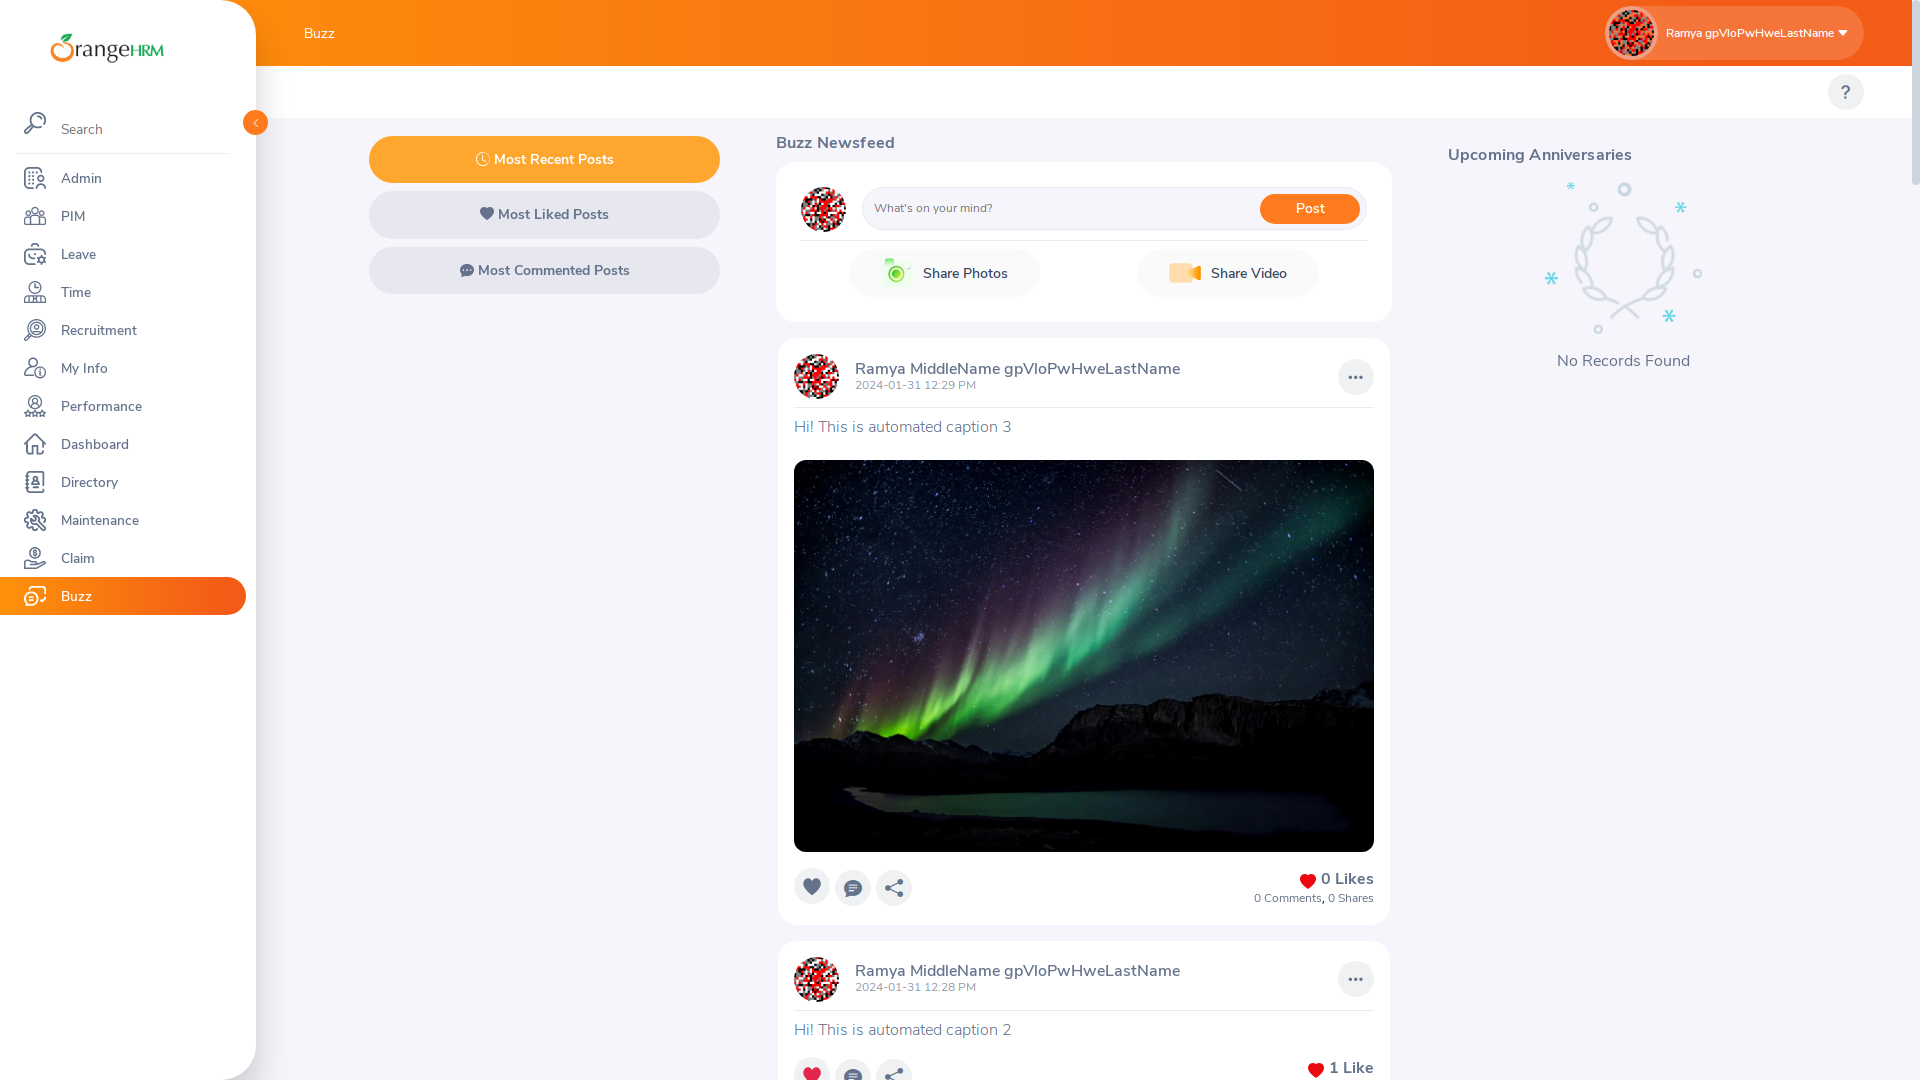 OrangeHRM
Search
Admin
PIM
Leave
Time
Recruitment
My Info
Performance
Dashboard
Directory
Maintenance
Claim
Buzz
Buzz
Ramya gpVIoPwHweLastName
?
Most Recent Posts
Most Liked Posts
Most Commented Posts
Buzz Newsfeed
What's on your mind?
Post
Share Photos
Share Video
Ramya MiddleName gpVIoPwHweLastName
2024-01-31 12:29 PM
Hi! This is automated caption 3
0 Likes
0 Comments, 0 Shares
Ramya MiddleName gpVIoPwHweLastName
2024-01-31 12:28 PM
Hi! This is automated caption 2
1 Like
Upcoming Anniversaries
No Records Found